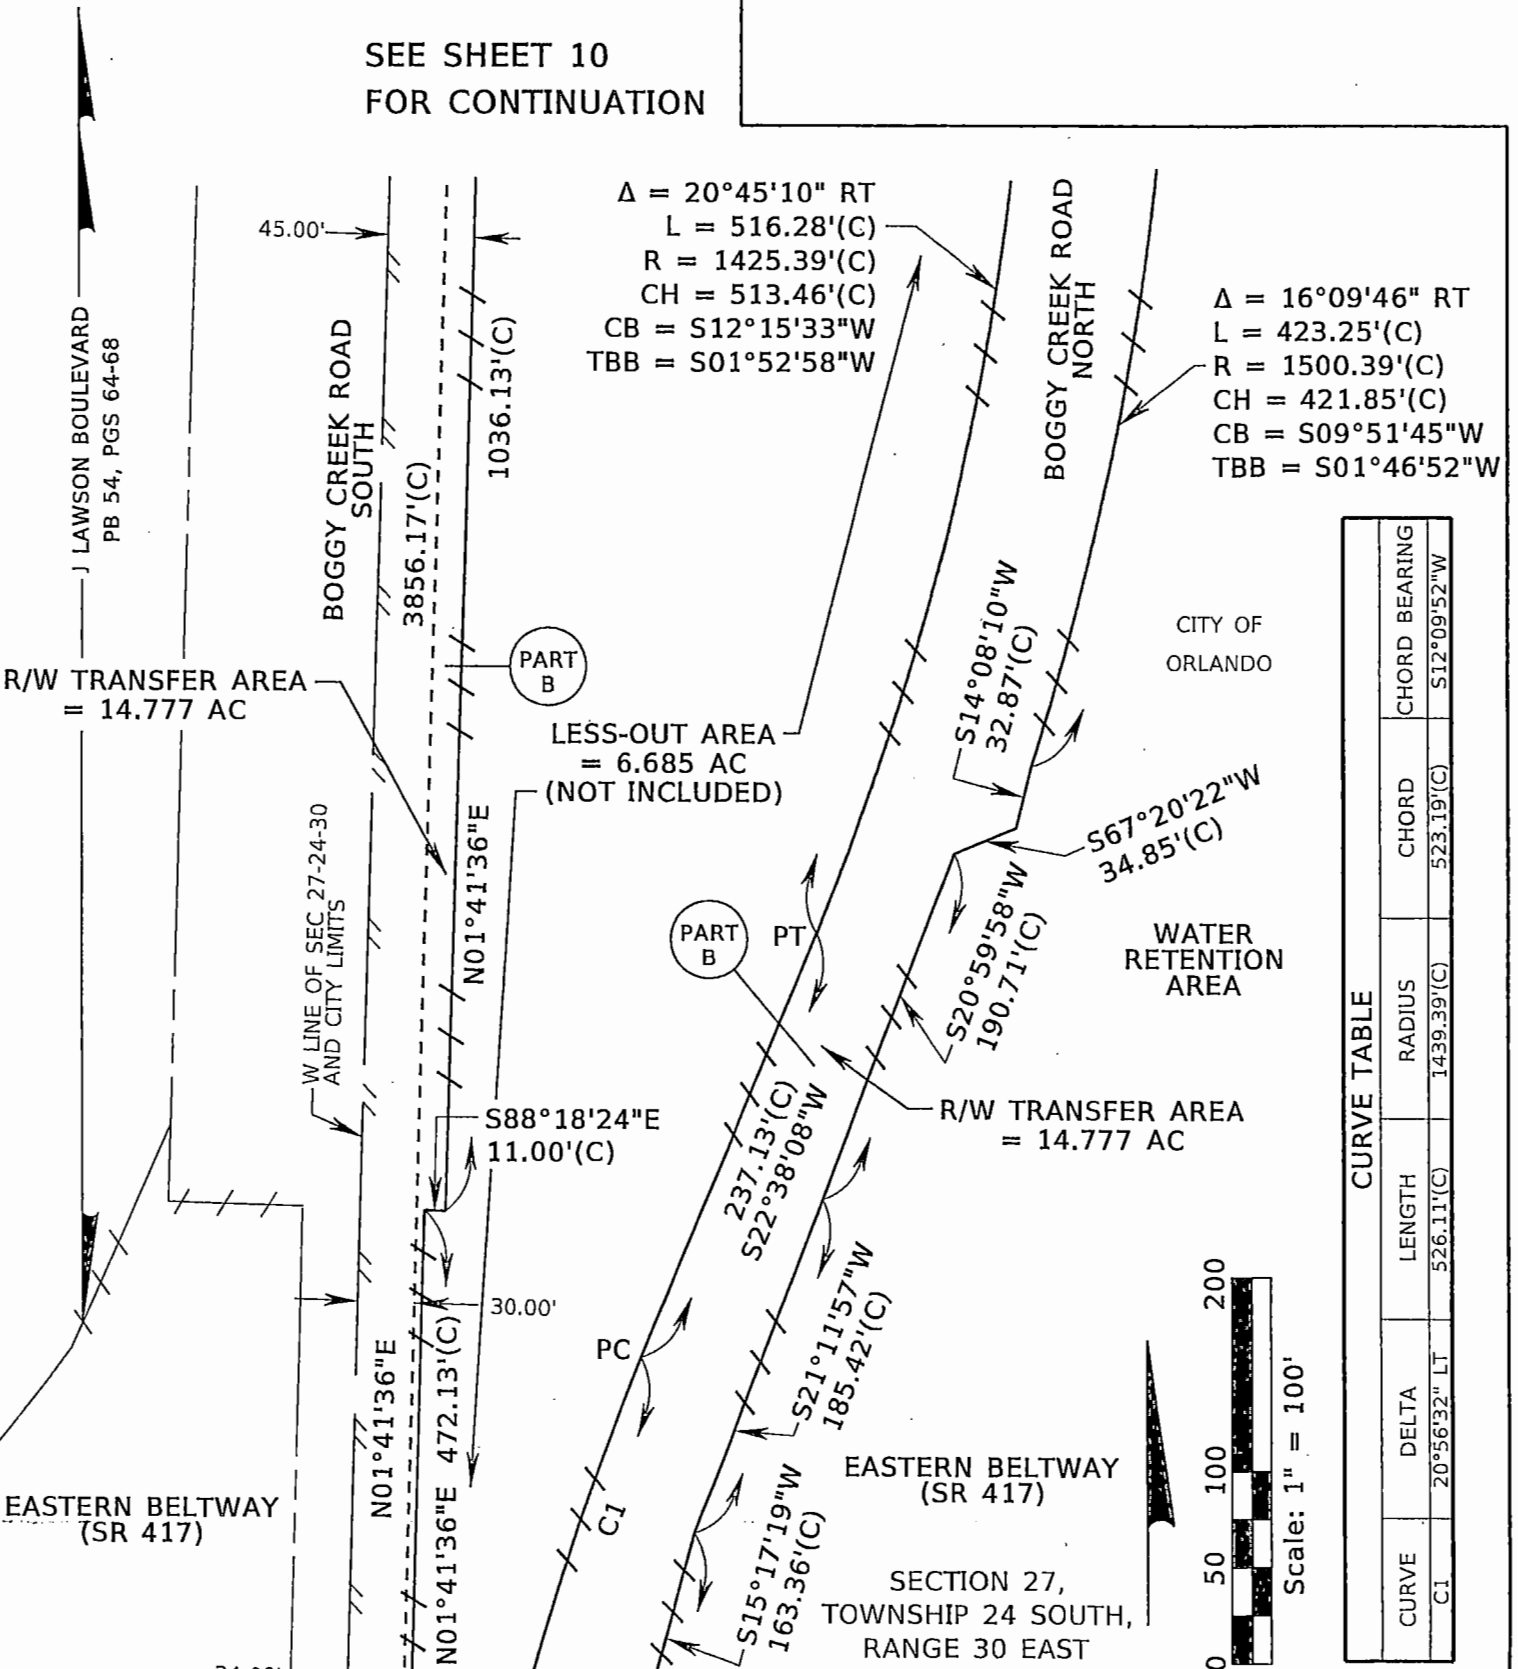 SEE SHEET 10
FOR CONTINUATION
Δ = 20°45'10" RT
L = 516.28'(C)
R = 1425.39'(C)
CH = 513.46'(C)
CB = S12°15'33"W
TBB = S01°52'58"W
45.00'
BOGGY CREEK ROAD
NORTH
Δ = 16°09'46" RT
L = 423.25'(C)
R = 1500.39'(C)
CH = 421.85'(C)
CB = S09°51'45"W
TBB = S01°46'52"W
J LAWSON BOULEVARD
PB 54, PGS 64-68
BOGGY CREEK ROAD
SOUTH
3856.17'(C)
1036.13'(C)
PART
B
R/W TRANSFER AREA
= 14.777 AC
LESS-OUT AREA
= 6.685 AC
(NOT INCLUDED)
S14°08'10"W
32.87'(C)
CITY OF
ORLANDO
S67°20'22"W
34.85'(C)
N01°41'36"E
W LINE OF SEC 27-24-30
AND CITY LIMITS
PART
B
PT
S20°59'58"W
190.71'(C)
WATER
RETENTION
AREA
S88°18'24"E
11.00'(C)
237.13'(C)
S22°38'08"W
R/W TRANSFER AREA
= 14.777 AC
30.00'
PC
S21°11'57"W
185.42'(C)
N01°41'36"E
N01°41'36"E 472.13'(C)
EASTERN BELTWAY
(SR 417)
C1
EASTERN BELTWAY
(SR 417)
S15°17'19"W
163.36'(C)
SECTION 27,
TOWNSHIP 24 SOUTH,
RANGE 30 EAST
0 50 100 200
Scale: 1" = 100'
CURVE TABLE
CURVE DELTA LENGTH RADIUS CHORD CHORD BEARING
C1 20°56'32" LT 526.11'(C) 1439.39'(C) 523.19'(C) S12°09'52"W